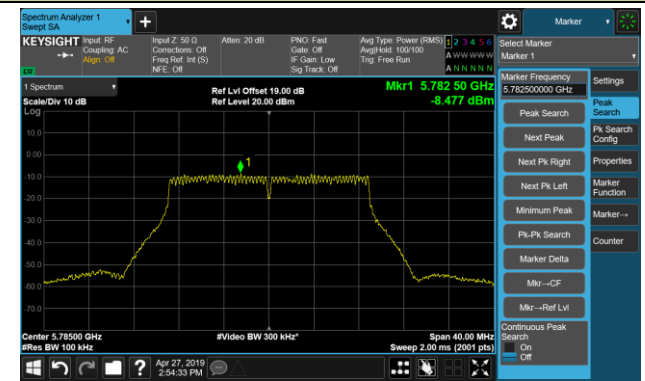 Spectrum Analyzer 1
Swept SA
+
Marker
KEYSIGHT
Input: RF
Coupling: AC
Align: Off
Input Z: 50 Ω
Corrections: Off
Freq Ref: Int (S)
NFE: Off
Atten: 20 dB
PNO: Fast
Gate: Off
IF Gain: Low
Sig Track: Off
Avg Type: Power (RMS)
Avg|Hold: 100/100
Trig: Free Run
1 2 3 4 5 6
A W W W W W
A N N N N N
Select Marker
Marker 1
1 Spectrum
Scale/Div 10 dB
Log
Ref Lvl Offset 19.00 dB
Ref Level 20.00 dBm
Mkr1 5.782 50 GHz
-8.477 dBm
10.0
0.00
-10.0
-20.0
-30.0
-40.0
-50.0
-60.0
-70.0
1
Center 5.78500 GHz
#Res BW 100 kHz
#Video BW 300 kHz*
Span 40.00 MHz
Sweep 2.00 ms (2001 pts)
Marker Frequency
5.782500000 GHz
Peak Search
Next Peak
Next Pk Right
Next Pk Left
Minimum Peak
Pk-Pk Search
Marker Delta
Mkr→CF
Mkr→Ref Lvl
Continuous Peak
Search
On
Off
Settings
Peak
Search
Pk Search
Config
Properties
Marker
Function
Marker→
Counter
?
Apr 27, 2019
2:54:33 PM